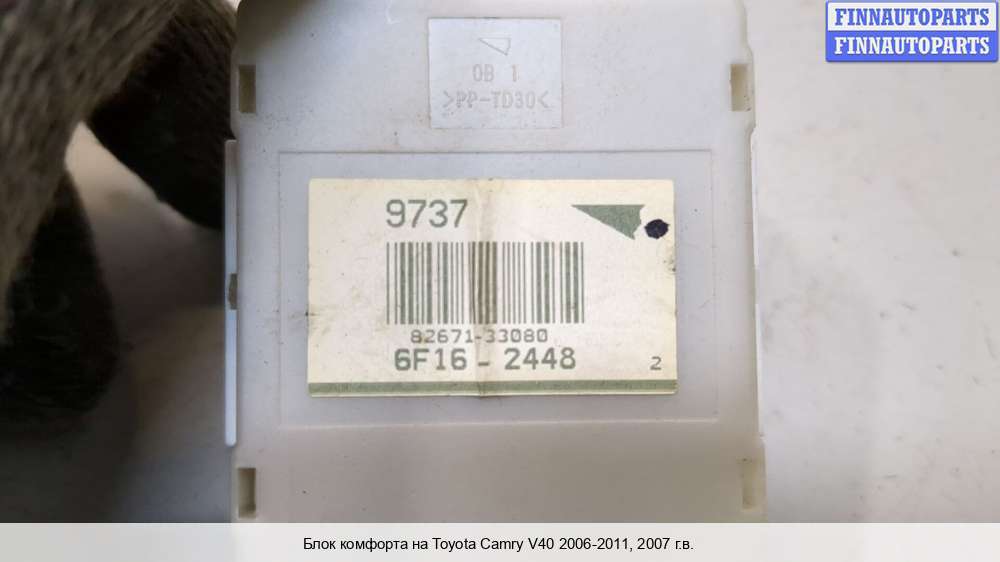 FINNAUTOPARTS
FINNAUTOPARTS
0B 1
>PP-TD30<
9737
82671-33080
6F16 - 2448
2
Блок комфорта на Toyota Camry V40 2006-2011, 2007 г.в.